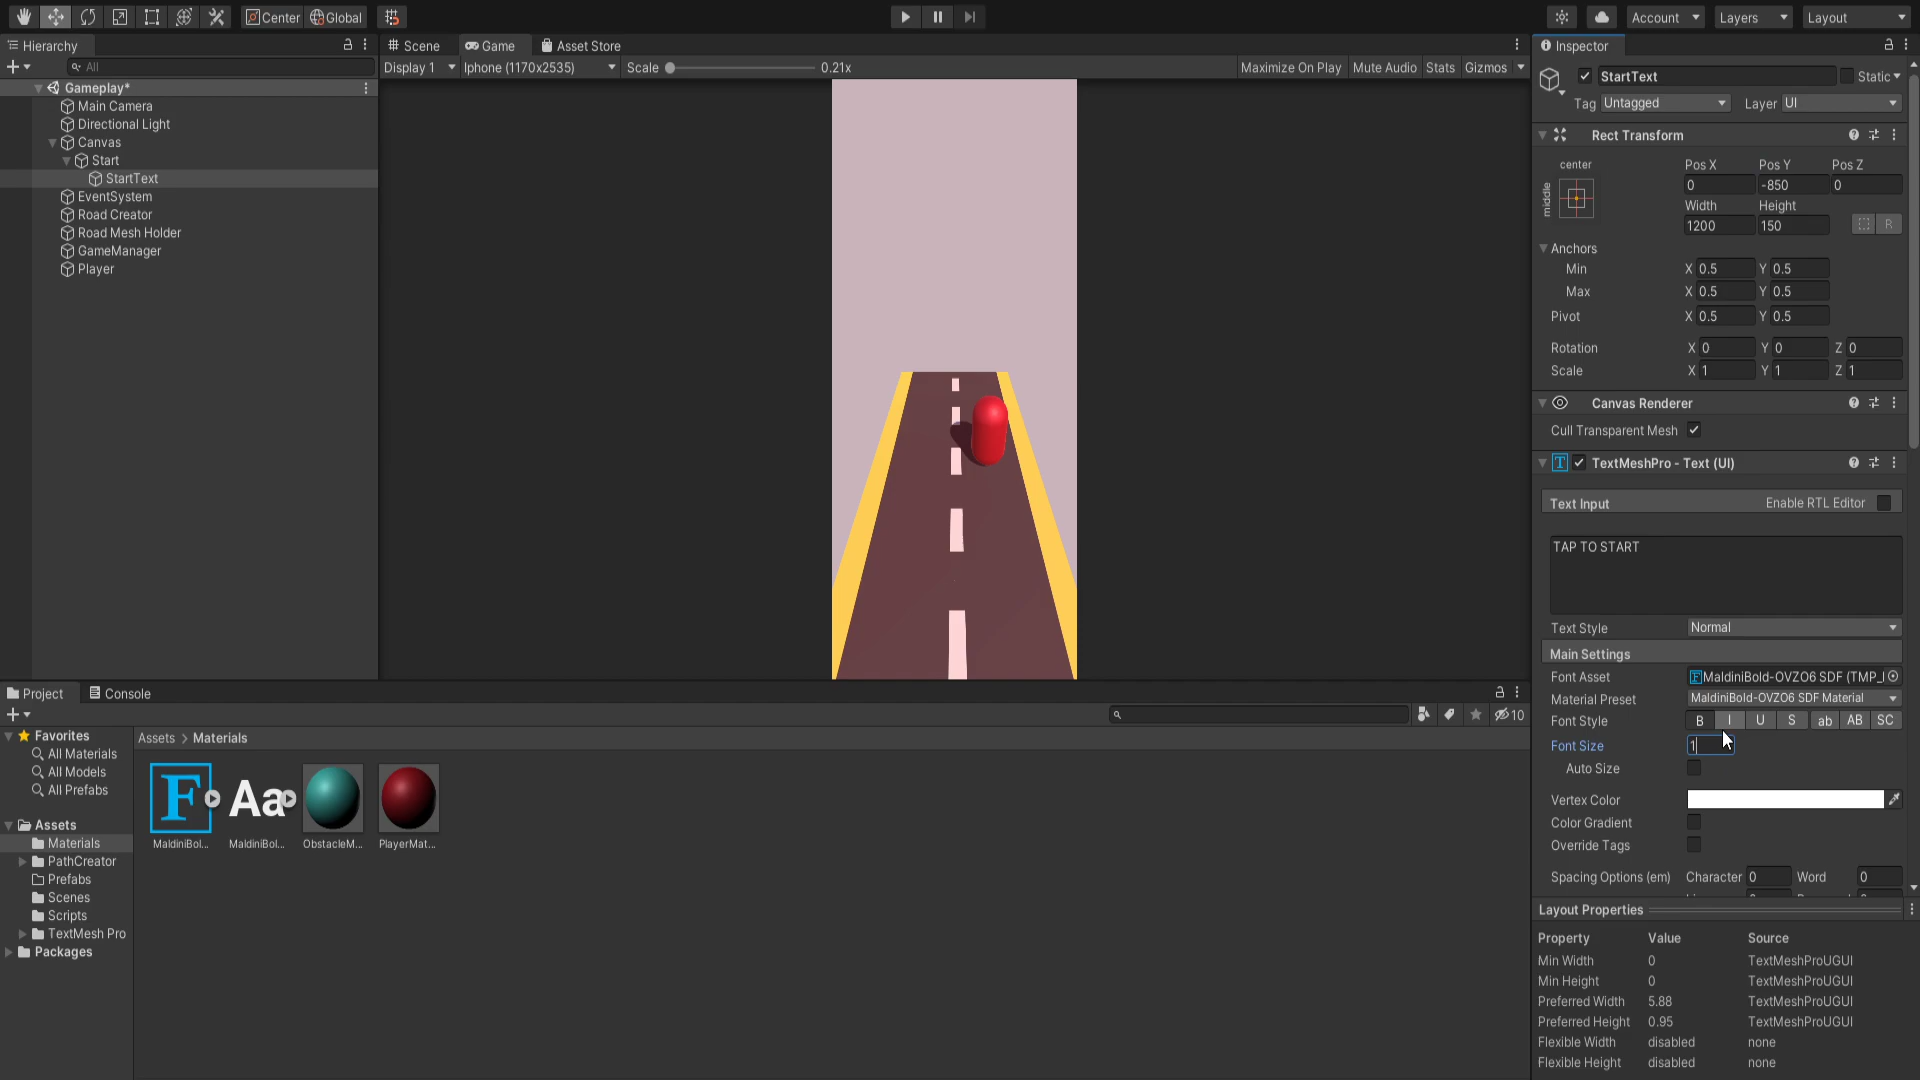 Center Global
Account Layers Layout
Hierarchy
All
Gameplay*
Main Camera
Directional Light
Canvas
Start
StartText
EventSystem
Road Creator
Road Mesh Holder
GameManager
Player
Scene Game Asset Store
Display 1 Iphone (1170x2535) Scale 0.21x Maximize On Play Mute Audio Stats Gizmos
Inspector
StartText Static
Tag Untagged Layer UI
Rect Transform
center Pos X Pos Y Pos Z
middle
0 -850 0
Width Height
1200 150 R
Anchors
Min X 0.5 Y 0.5
Max X 0.5 Y 0.5
Pivot X 0.5 Y 0.5
Rotation X 0 Y 0 Z 0
Scale X 1 Y 1 Z 1
Canvas Renderer
Cull Transparent Mesh
TextMeshPro - Text (UI)
Text Input Enable RTL Editor
TAP TO START
Text Style Normal
Main Settings
Font Asset MaldiniBold-OVZO6 SDF (TMP_
Material Preset MaldiniBold-OVZO6 SDF Material
Font Style B I U S ab AB SC
Font Size 1
Auto Size
Vertex Color
Color Gradient
Override Tags
Spacing Options (em) Character 0 Word 0
Layout Properties
Property Value Source
Min Width 0 TextMeshProUGUI
Min Height 0 TextMeshProUGUI
Preferred Width 5.88 TextMeshProUGUI
Preferred Height 0.95 TextMeshProUGUI
Flexible Width disabled none
Flexible Height disabled none
Project Console
10
Favorites
All Materials
All Models
All Prefabs
Assets
Materials
PathCreator
Prefabs
Scenes
Scripts
TextMesh Pro
Packages
Assets > Materials
F Aa
MaldiniBol... MaldiniBol... ObstacleM... PlayerMat...